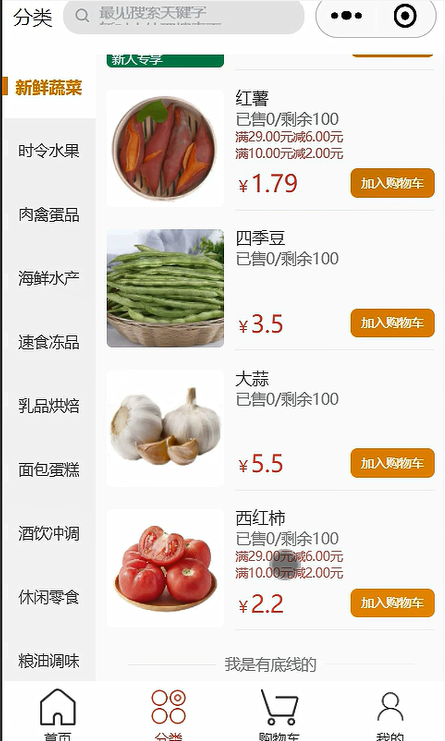 分类
新人专享
新鲜蔬菜
时令水果
肉禽蛋品
海鲜水产
速食冻品
乳品烘焙
面包蛋糕
酒饮冲调
休闲零食
粮油调味
红薯
已售0/剩余100
满29.00元减6.00元
满10.00元减2.00元
¥1.79
加入购物车
四季豆
已售0/剩余100
¥3.5
加入购物车
大蒜
已售0/剩余100
¥5.5
加入购物车
西红柿
已售0/剩余100
满29.00元减6.00元
满10.00元减2.00元
¥2.2
加入购物车
我是有底线的
首页
分类
购物车
我的